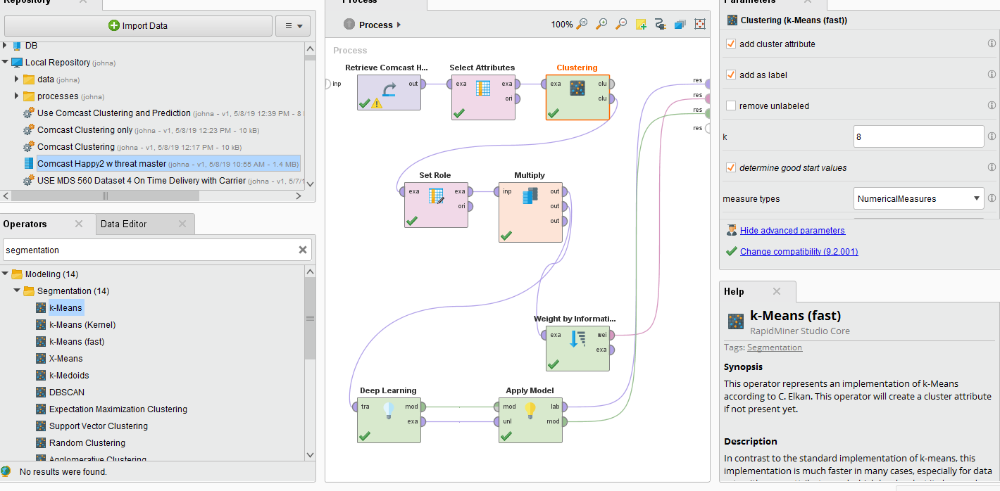 Repository
Import Data
DB
Local Repository (johna)
data (johna)
processes (johna)
Use Comcast Clustering and Prediction (johna - v1, 5/8/19 12:39 PM - 8
Comcast Clustering only (johna - v1, 5/8/19 12:23 PM - 10 kB)
Comcast Clustering (johna - v1, 5/8/19 12:17 PM - 10 kB)
Comcast Happy2 w threat master (johna - v1, 5/8/19 10:55 AM - 1.4 MB)
USE MDS 560 Dataset 4 On Time Delivery with Carrier (johna - v1, 5/7/1
Operators
Data Editor
segmentation
Modeling (14)
Segmentation (14)
k-Means
k-Means (Kernel)
k-Means (fast)
X-Means
k-Medoids
DBSCAN
Expectation Maximization Clustering
Support Vector Clustering
Random Clustering
Agglomerative Clustering
No results were found.
Process
Process
100%
Process
Retrieve Comcast H...
Select Attributes
Clustering
inp
out
exa
exa
ori
exa
clu
clu
res
res
res
res
Set Role
Multiply
exa
exa
ori
inp
out
out
out
Weight by Informati...
exa
wei
exa
Deep Learning
Apply Model
tra
mod
exa
mod
unl
lab
mod
Parameters
Clustering (k-Means (fast))
add cluster attribute
add as label
remove unlabeled
k
8
determine good start values
measure types
NumericalMeasures
Hide advanced parameters
Change compatibility (9.2.001)
Help
k-Means (fast)
RapidMiner Studio Core
Tags: Segmentation
Synopsis
This operator represents an implementation of k-Means
according to C. Elkan. This operator will create a cluster attribute
if not present yet.
Description
In contrast to the standard implementation of k-means, this
implementation is much faster in many cases, especially for data